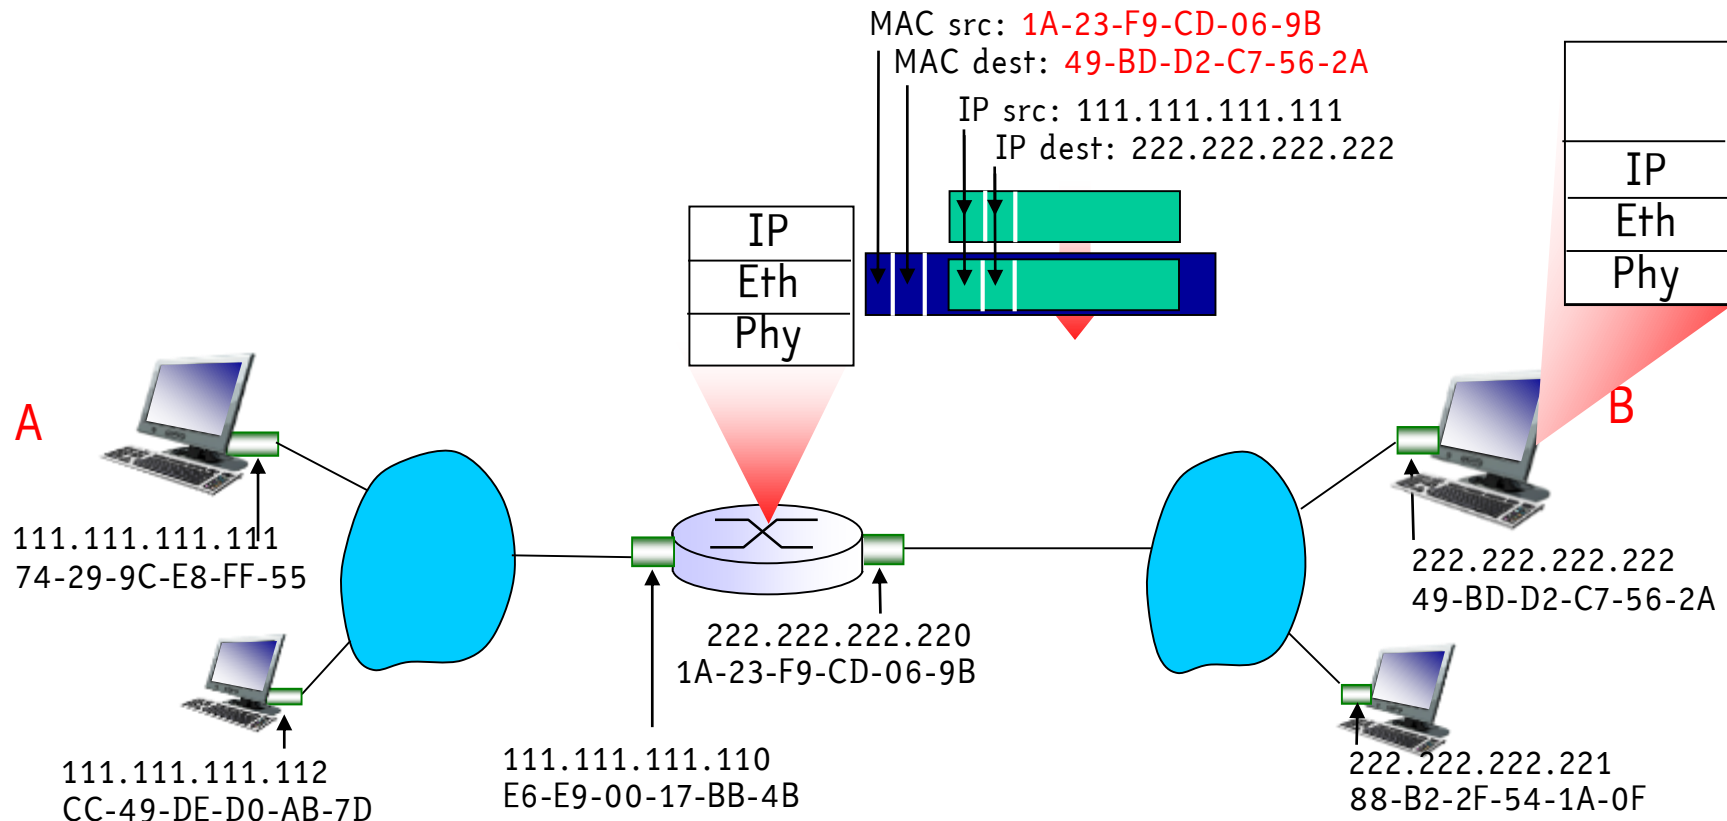 MAC src: 1A-23-F9-CD-06-9B
MAC dest: 49-BD-D2-C7-56-2A
IP src: 111.111.111.111
IP dest: 222.222.222.222
IP
Eth
Phy
IP
Eth
Phy
A
B
111.111.111.111
74-29-9C-E8-FF-55
222.222.222.222
49-BD-D2-C7-56-2A
222.222.222.220
1A-23-F9-CD-06-9B
111.111.111.112
CC-49-DE-D0-AB-7D
111.111.111.110
E6-E9-00-17-BB-4B
222.222.222.221
88-B2-2F-54-1A-0F